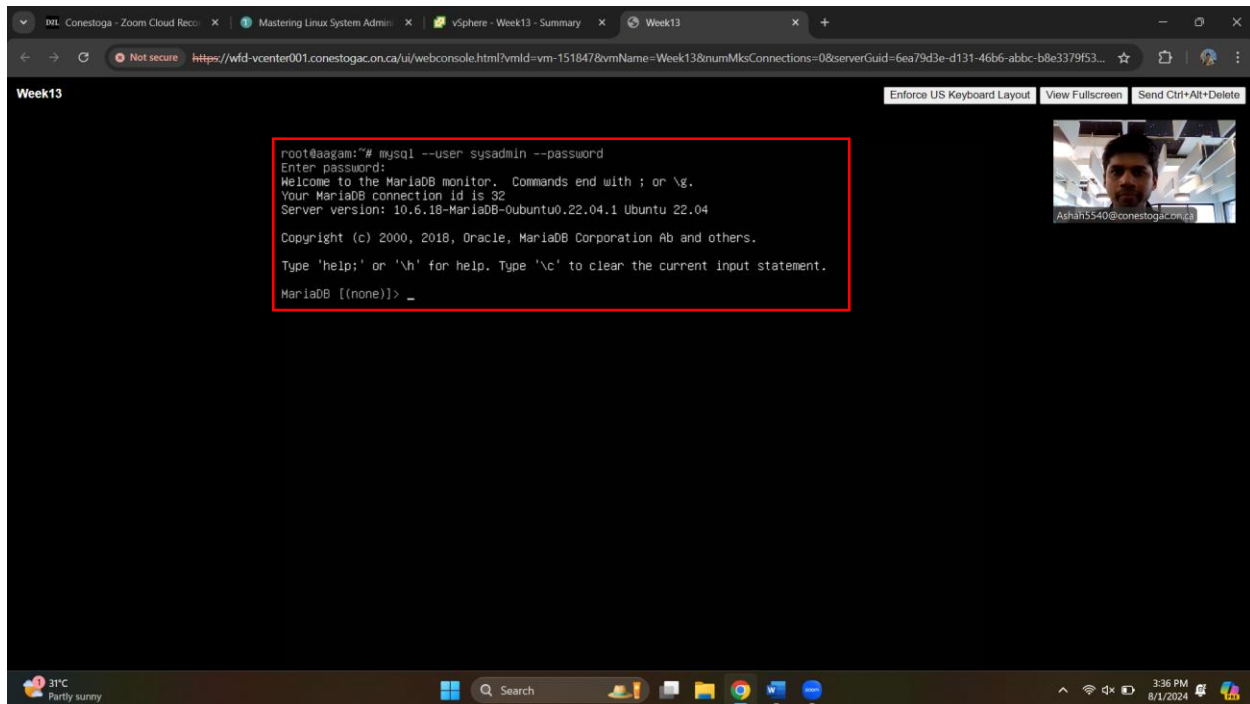 D2L Conestoga - Zoom Cloud Reco
Mastering Linux System Admini
vSphere - Week13 - Summary
Week13
Not secure https://wfd-vcenter001.conestogac.on.ca/ui/webconsole.html?vmId=vm-151847&vmName=Week13&numMksConnections=0&serverGuid=6ea79d3e-d131-46b6-abbc-b8e3379f53...
Week13
Enforce US Keyboard Layout View Fullscreen Send Ctrl+Alt+Delete
root@aagam:~# mysql --user sysadmin --password
Enter password:
Welcome to the MariaDB monitor.  Commands end with ; or \g.
Your MariaDB connection id is 32
Server version: 10.6.18-MariaDB-0ubuntu0.22.04.1 Ubuntu 22.04
Copyright (c) 2000, 2018, Oracle, MariaDB Corporation Ab and others.
Type 'help;' or '\h' for help. Type '\c' to clear the current input statement.
MariaDB [(none)]> _
Ashah5540@conestogac.on.ca
1
31°C
Partly sunny
Search
zoom
3:36 PM
8/1/2024